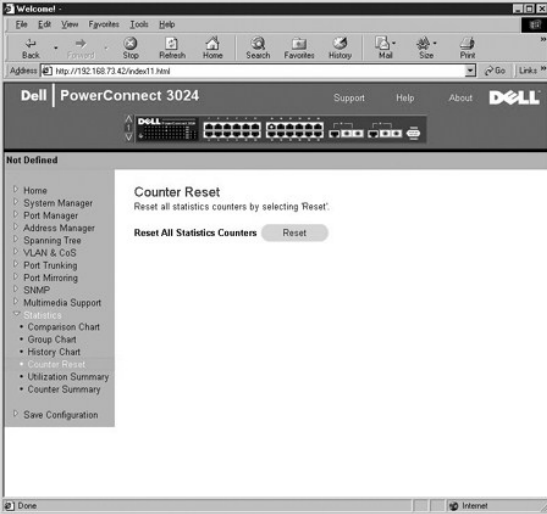 Welcome! -
File Edit View Favorites Tools Help
Back Forward Stop Refresh Home Search Favorites History Mail Size Print
Address http://192.168.73.42/index11.html Go Links »
Dell PowerConnect 3024 Support Help About DELL
DELL
1
Not Defined
Home
System Manager
Port Manager
Address Manager
Spanning Tree
VLAN & CoS
Port Trunking
Port Mirroring
SNMP
Multimedia Support
Statistics
• Comparison Chart
• Group Chart
• History Chart
• Counter Reset
• Utilization Summary
• Counter Summary
Save Configuration
Counter Reset
Reset all statistics counters by selecting 'Reset'.
Reset All Statistics Counters Reset
Done Internet